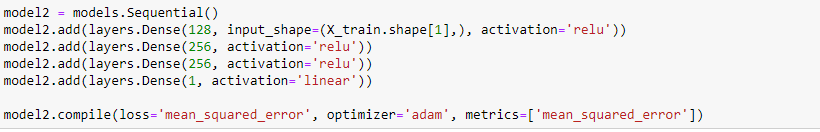 model2 = models.Sequential()
model2.add(layers.Dense(128, input_shape=(X_train.shape[1],), activation='relu'))
model2.add(layers.Dense(256, activation='relu'))
model2.add(layers.Dense(256, activation='relu'))
model2.add(layers.Dense(1, activation='linear'))
model2.compile(loss='mean_squared_error', optimizer='adam', metrics=['mean_squared_error'])